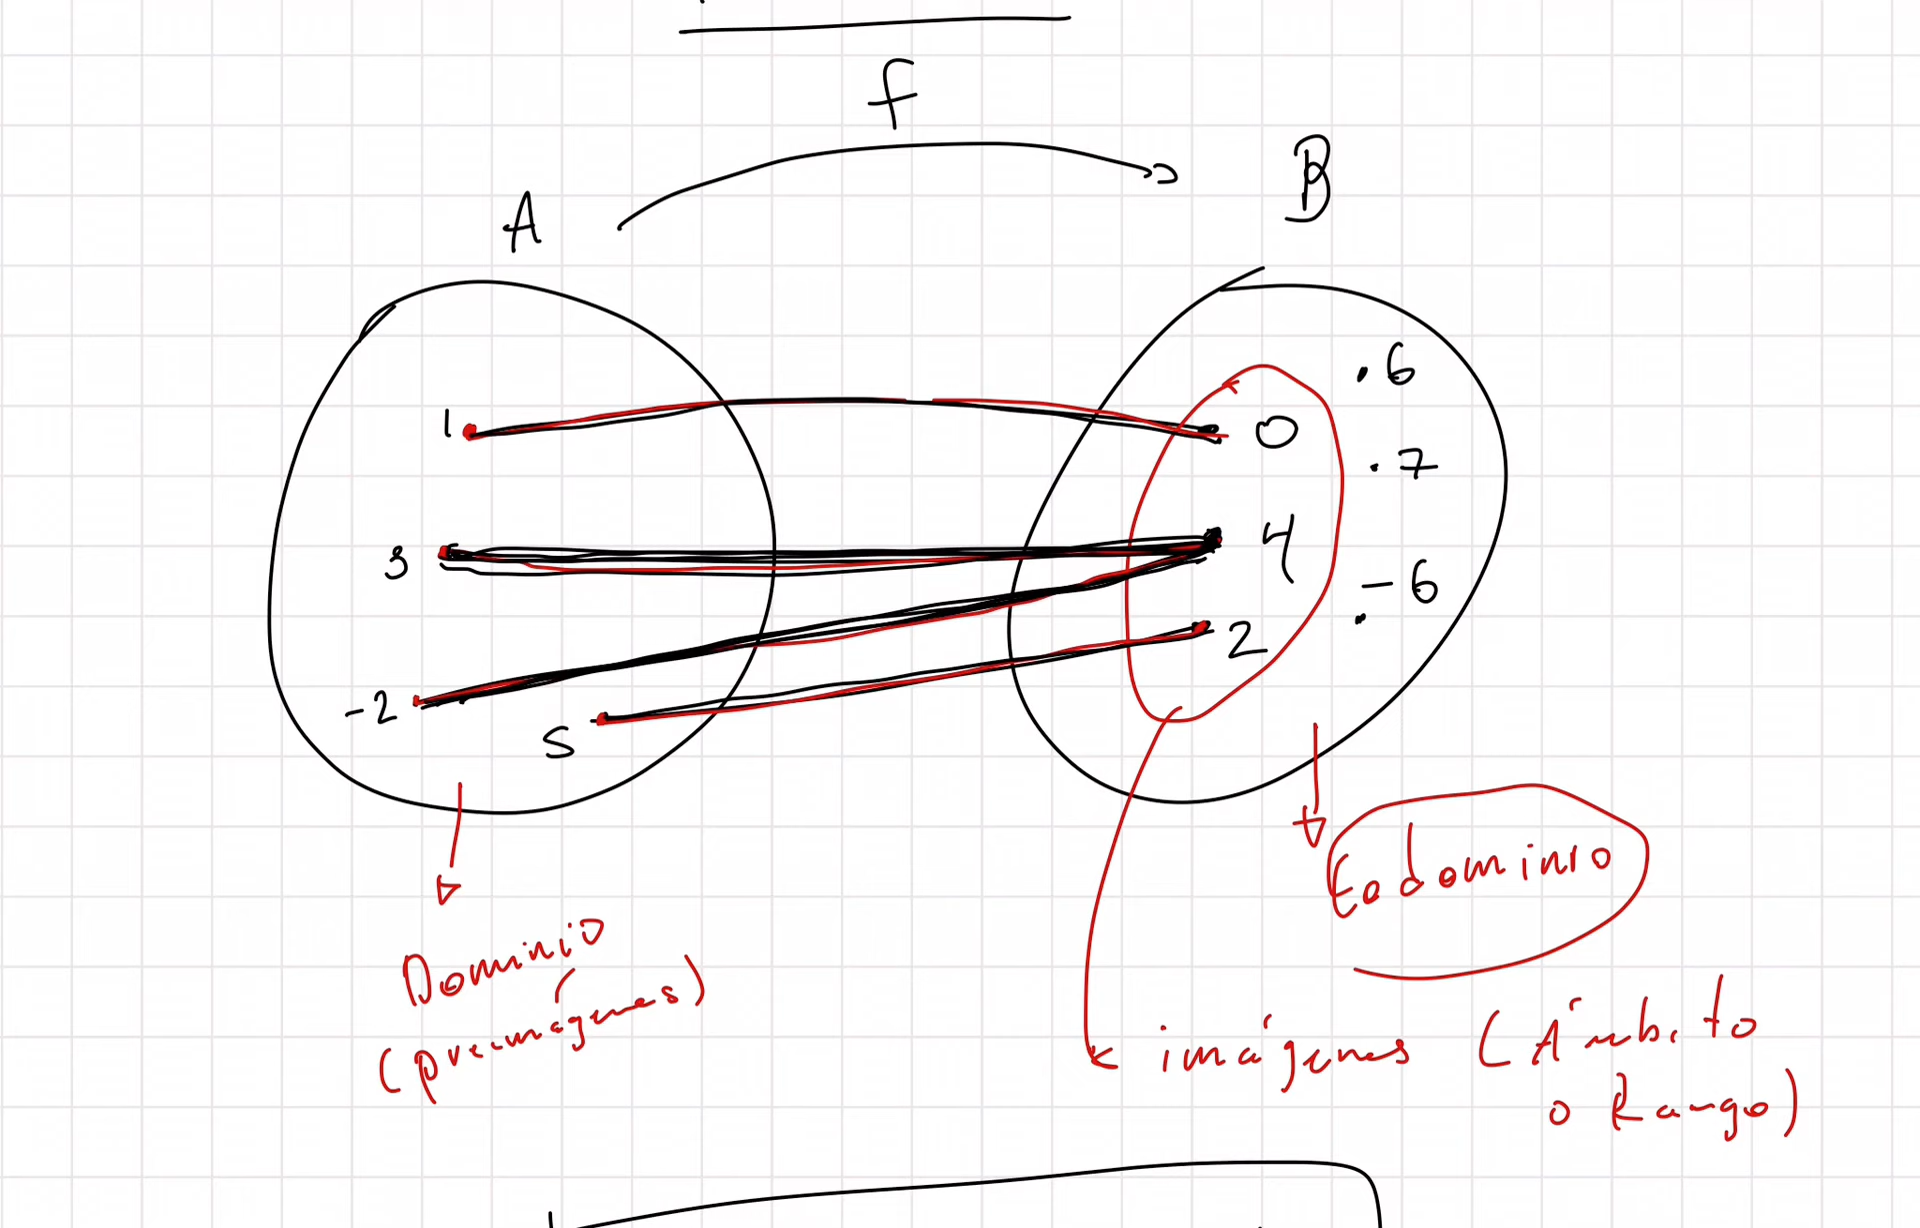 f
A
B
. 6
1
0
. 7
3
4
- 6
.
-2
2
5
Codominio
Dominio
(preimágenes)
imágenes (Ámbito
o Rango)